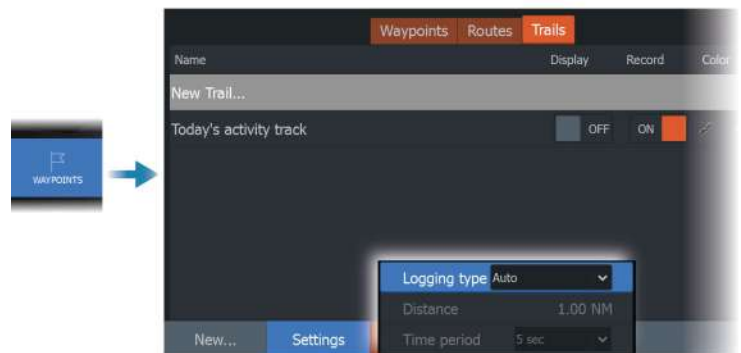 Waypoints Routes Trails
Name Display Record Color
New Trail...
Today's activity track OFF ON
WAYPOINTS
Logging type Auto
Distance 1.00 NM
New... Settings Time period 5 sec